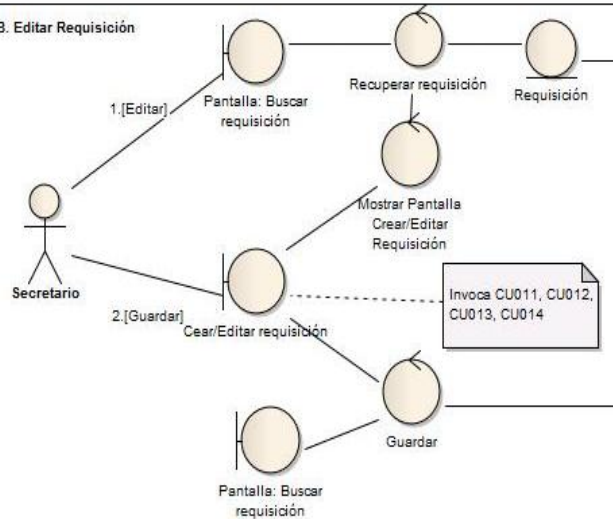 3. Editar Requisición
1.[Editar]
Pantalla: Buscar
requisición
Recuperar requisición
Requisición
Mostrar Pantalla
Crear/Editar
Requisición
Secretario
2.[Guardar]
Cear/Editar requisición
Invoca CU011, CU012,
CU013, CU014
Guardar
Pantalla: Buscar
requisición